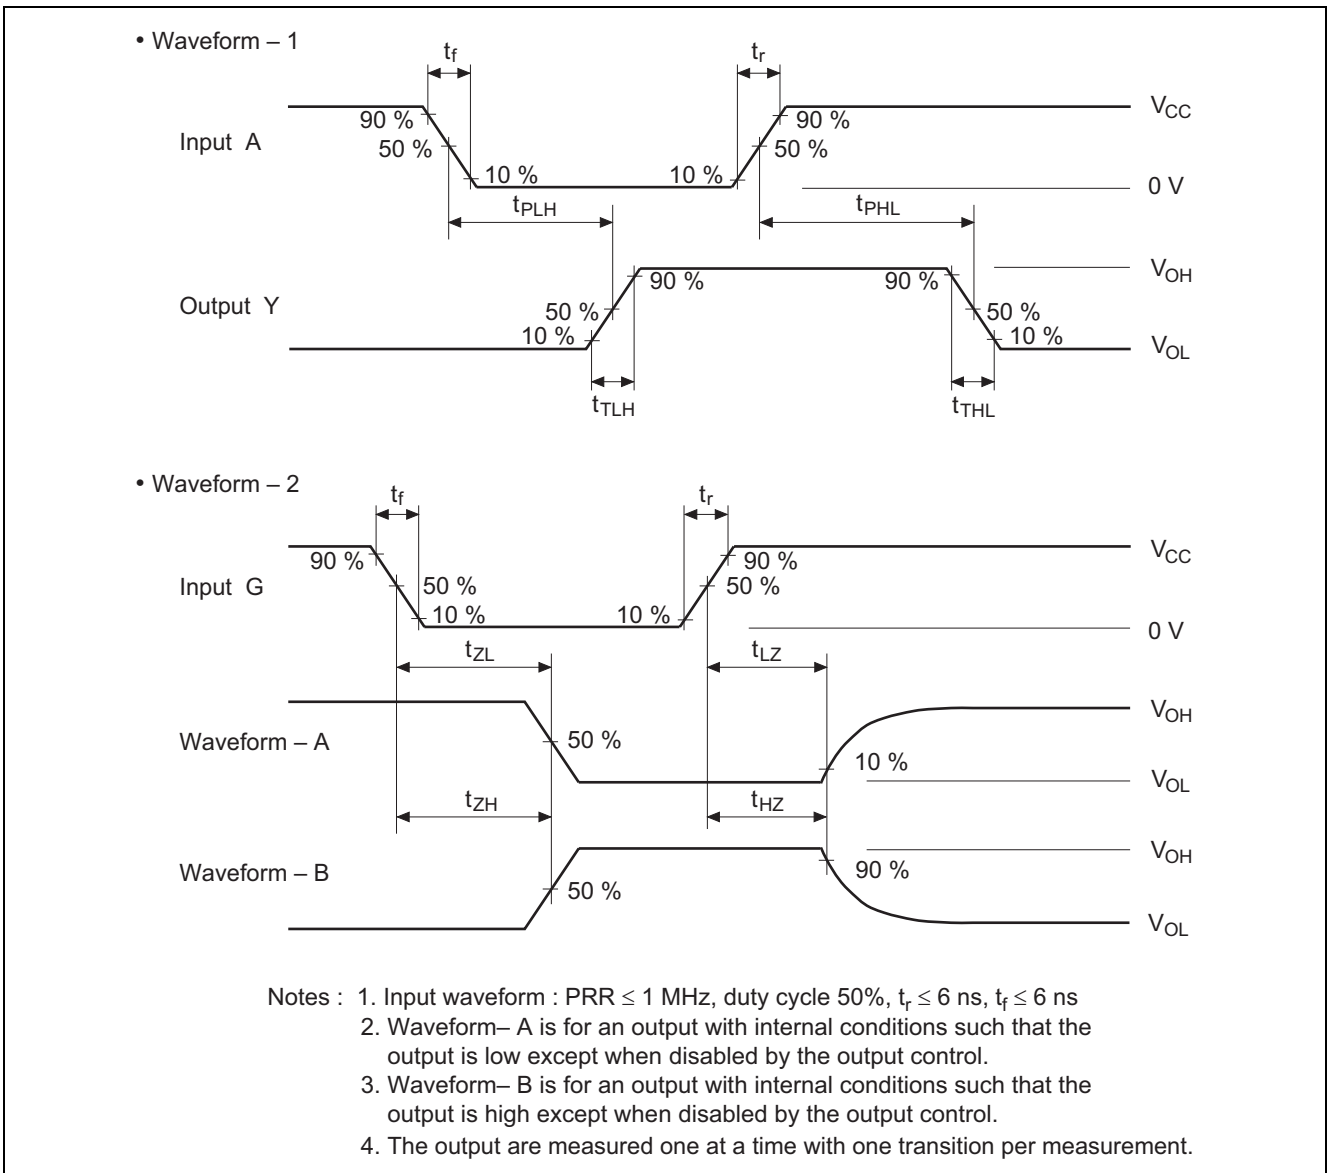 • Waveform – 1
tf
tr
90 %
90 %
VCC
Input A
50 %
50 %
10 %
10 %
0 V
tPLH
tPHL
90 %
90 %
VOH
Output Y
50 %
50 %
10 %
10 %
VOL
tTLH
tTHL
• Waveform – 2
tf
tr
90 %
90 %
VCC
Input G
50 %
50 %
10 %
10 %
0 V
tZL
tLZ
VOH
Waveform – A
50 %
10 %
VOL
tZH
tHZ
VOH
Waveform – B
50 %
90 %
VOL
Notes : 1. Input waveform : PRR ≤ 1 MHz, duty cycle 50%, tr ≤ 6 ns, tf ≤ 6 ns
2. Waveform– A is for an output with internal conditions such that the
output is low except when disabled by the output control.
3. Waveform– B is for an output with internal conditions such that the
output is high except when disabled by the output control.
4. The output are measured one at a time with one transition per measurement.